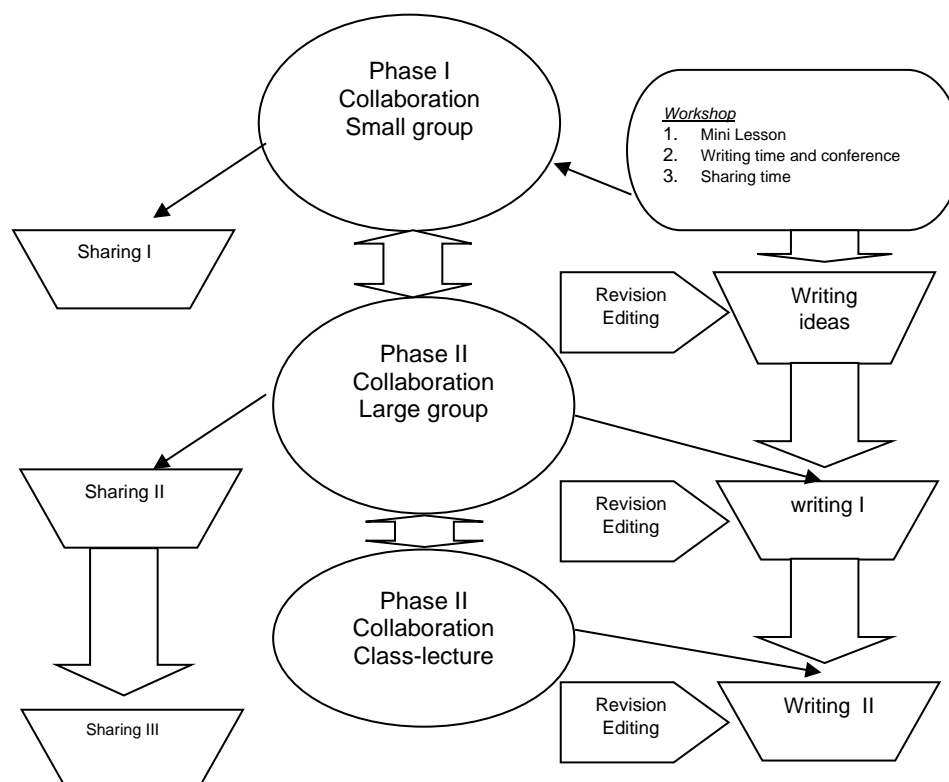 Phase I
Collaboration
Small group
Workshop
1. Mini Lesson
2. Writing time and conference
3. Sharing time
Sharing I
Revision
Editing
Writing
ideas
Phase II
Collaboration
Large group
Sharing II
Revision
Editing
writing I
Phase II
Collaboration
Class-lecture
Revision
Editing
Writing II
Sharing III